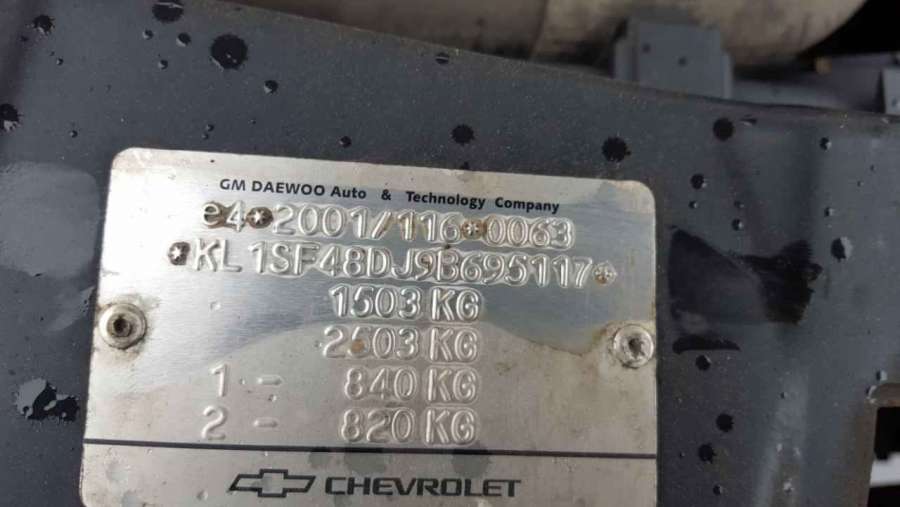 GM DAEWOO Auto & Technology Company
e4*2001/116*0063
*KL1SF48DJ9B695117*
1503 KG
2603 KG
1 - 840 KG
2 - 820 KG
CHEVROLET